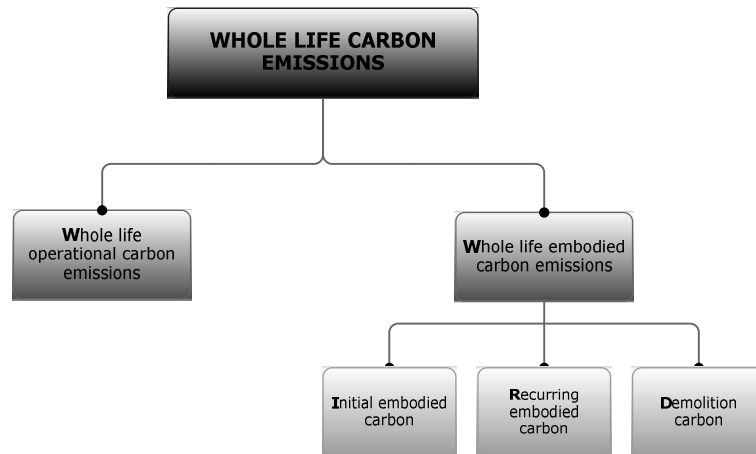 WHOLE LIFE CARBON
EMISSIONS
Whole life
operational carbon
emissions
Whole life embodied
carbon emissions
Initial embodied
carbon
Recurring
embodied
carbon
Demolition
carbon